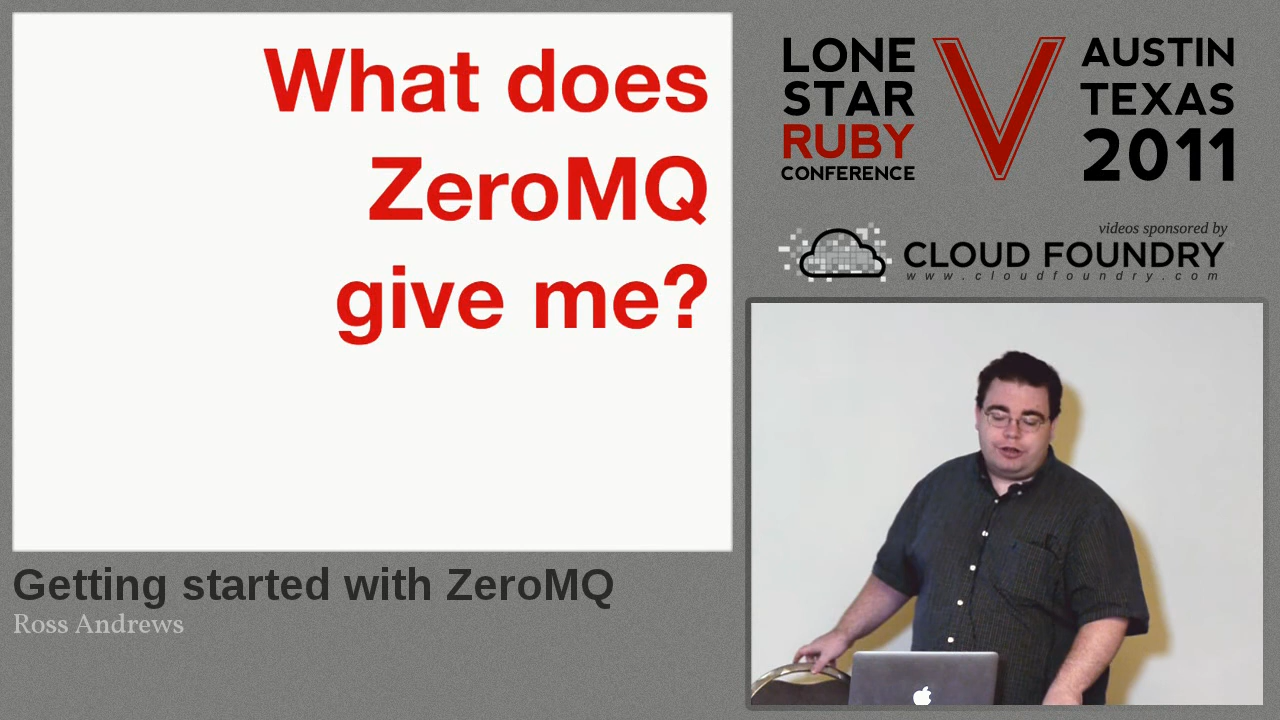 What does
ZeroMQ
give me?
LONE
STAR
RUBY
CONFERENCE
V
AUSTIN
TEXAS
2011
videos sponsored by
CLOUD FOUNDRY
www.cloudfoundry.com
Getting started with ZeroMQ
Ross Andrews